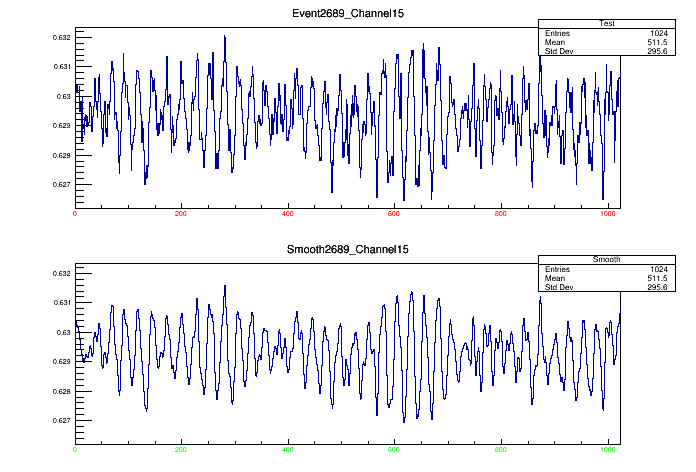 Event2689_Channel15
Test
Entries 1024
Mean 511.5
Std Dev 295.6
0.632
0.631
0.63
0.629
0.628
0.627
0 200 400 600 800 1000
Smooth2689_Channel15
Smooth
Entries 1024
Mean 511.5
Std Dev 295.6
0.632
0.631
0.63
0.629
0.628
0.627
0 200 400 600 800 1000